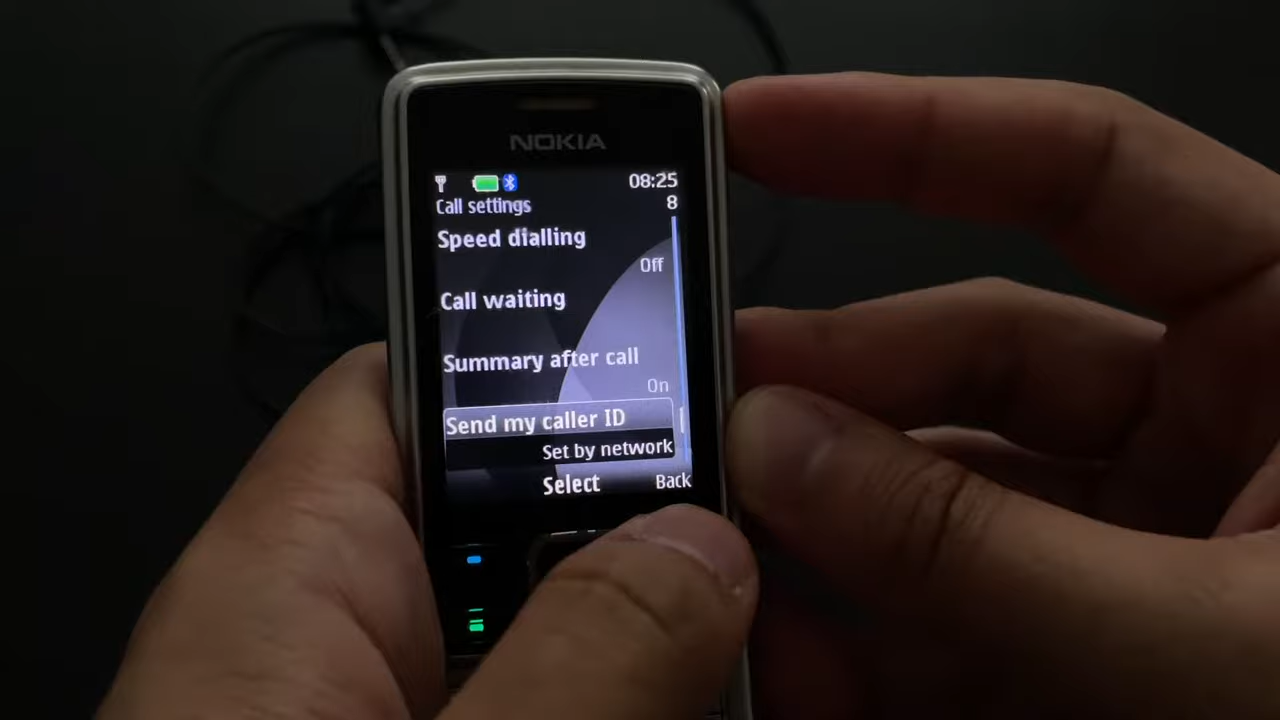 NOKIA
08:25
Call settings 8
Speed dialling
Off
Call waiting
Summary after call
On
Send my caller ID
Set by network
Select Back